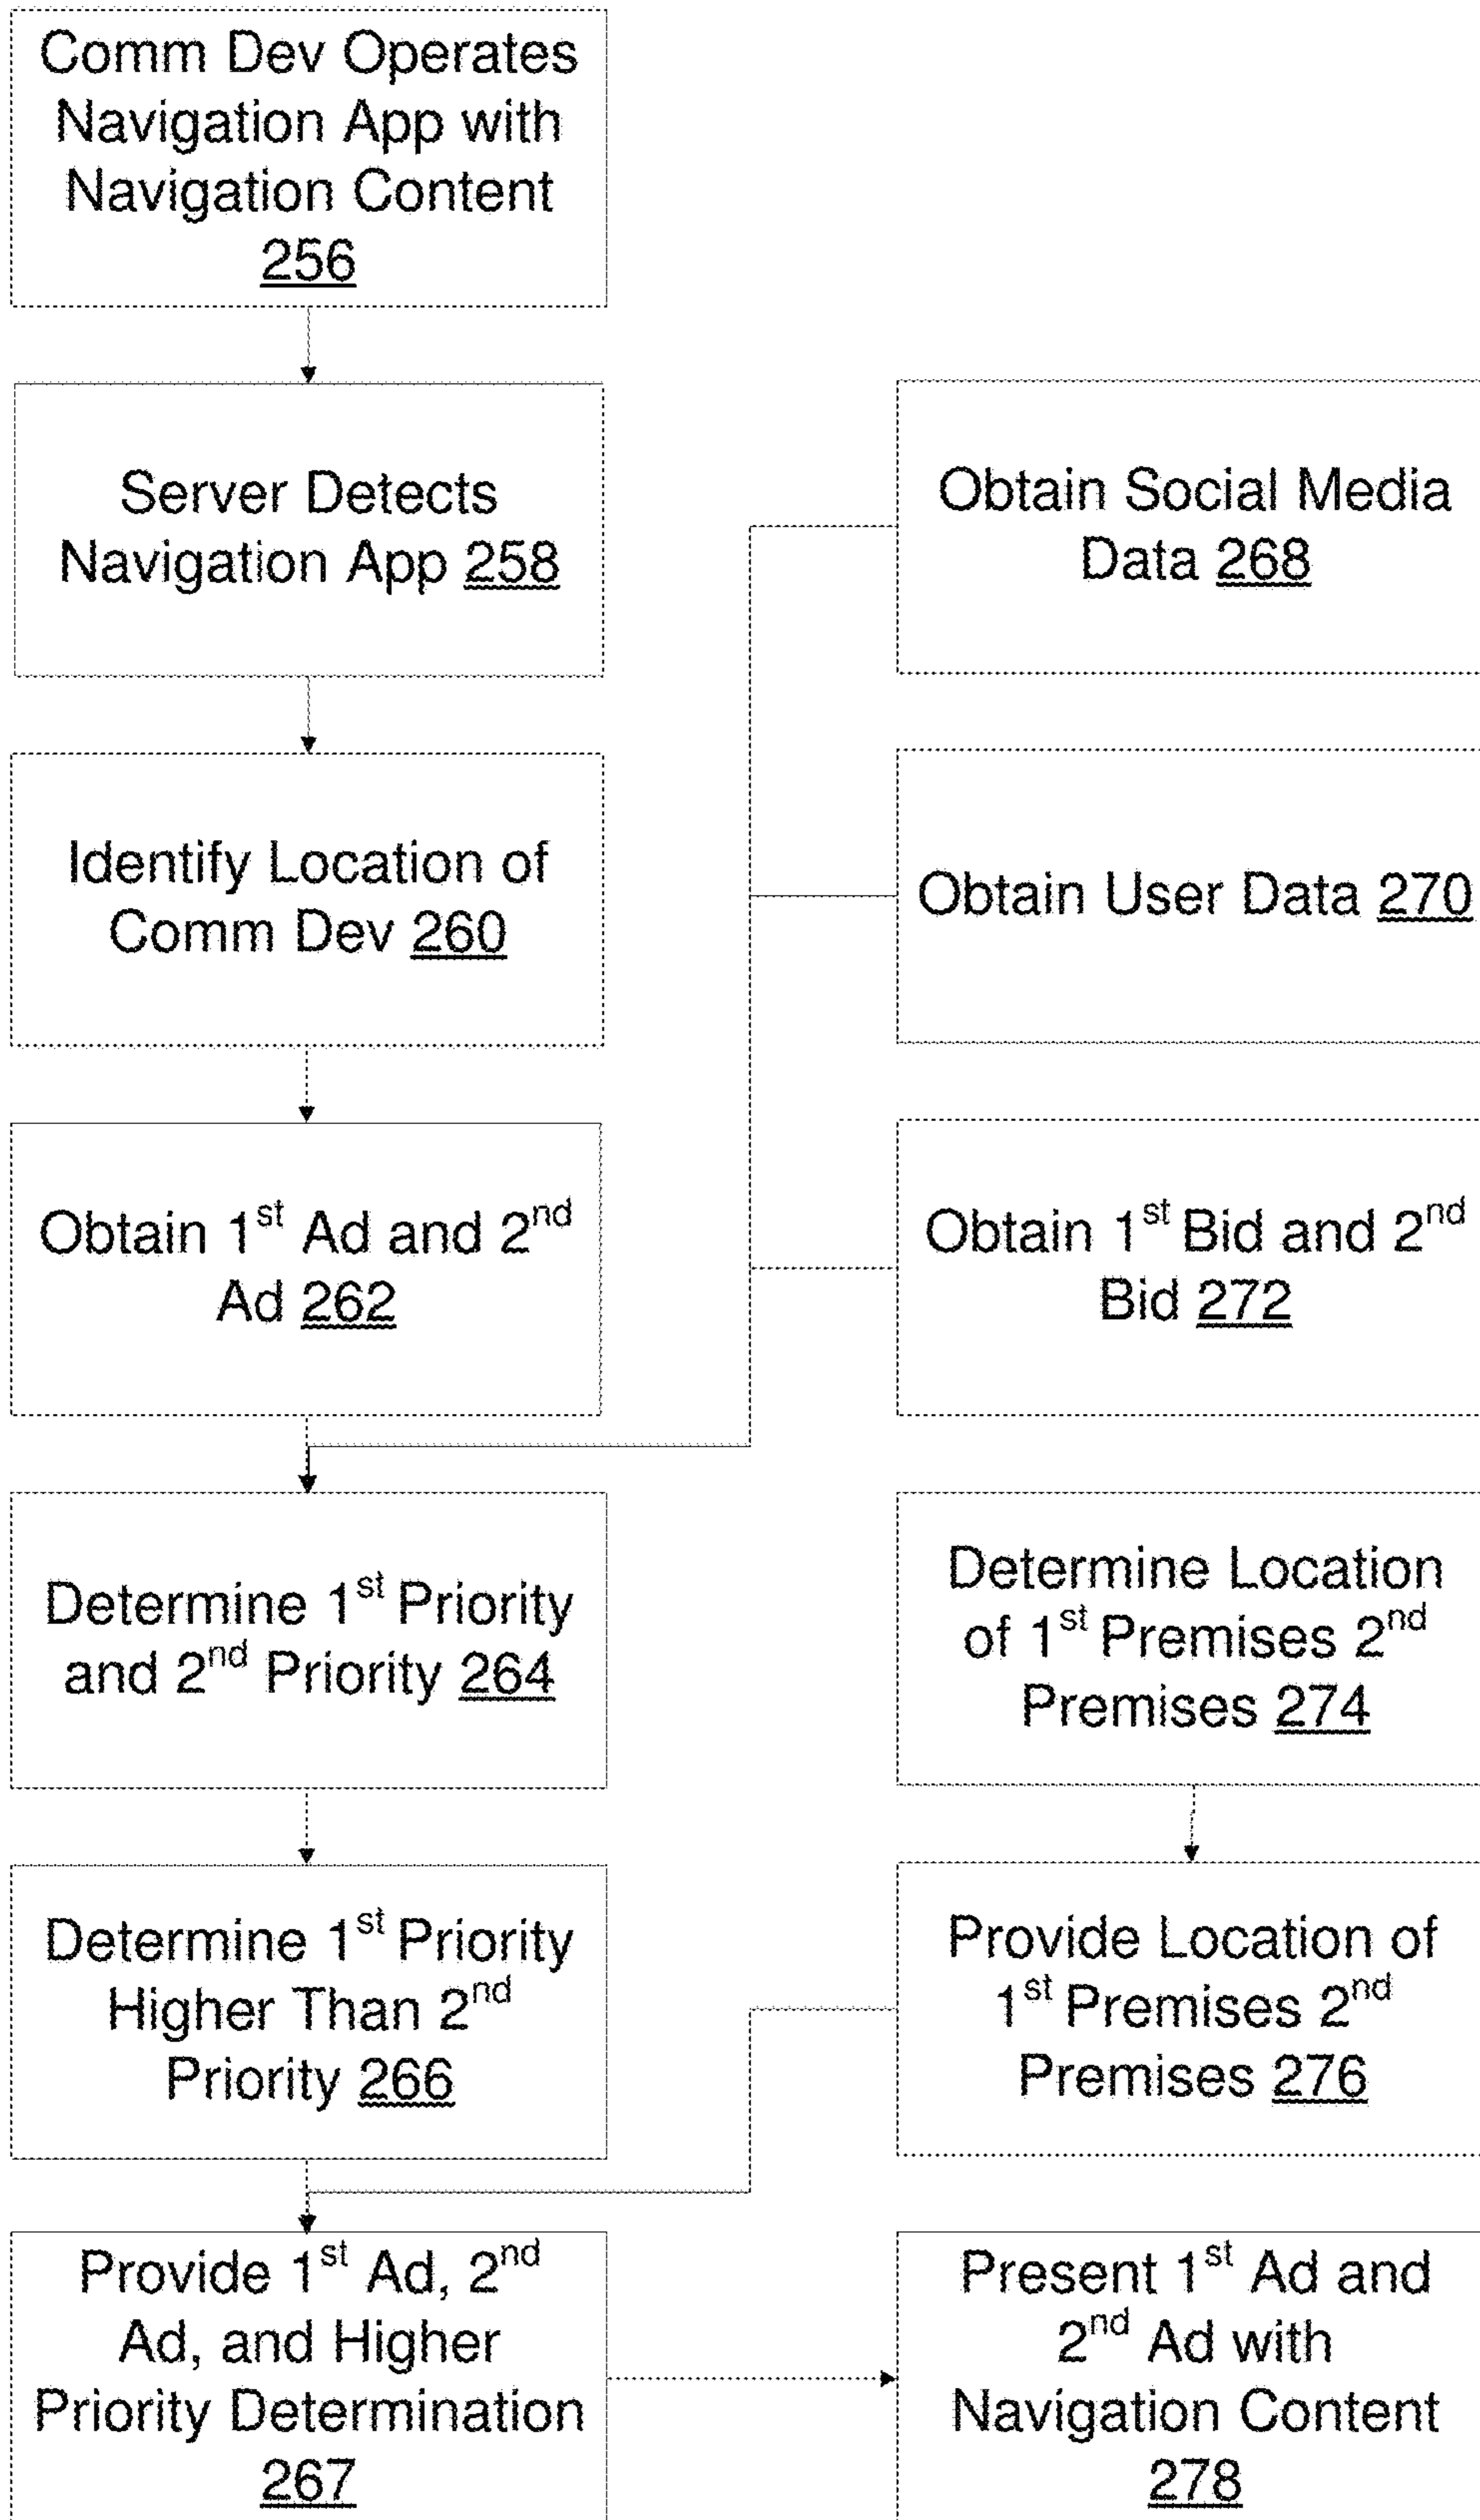 Comm Dev Operates
Navigation App with
Navigation Content
256
Server Detects
Navigation App 258
Identify Location of
Comm Dev 260
Obtain 1st Ad and 2nd
Ad 262
Determine 1st Priority
and 2nd Priority 264
Determine 1st Priority
Higher Than 2nd
Priority 266
Provide 1st Ad, 2nd
Ad, and Higher
Priority Determination
267
Obtain Social Media
Data 268
Obtain User Data 270
Obtain 1st Bid and 2nd
Bid 272
Determine Location
of 1st Premises 2nd
Premises 274
Provide Location of
1st Premises 2nd
Premises 276
Present 1st Ad and
2nd Ad with
Navigation Content
278